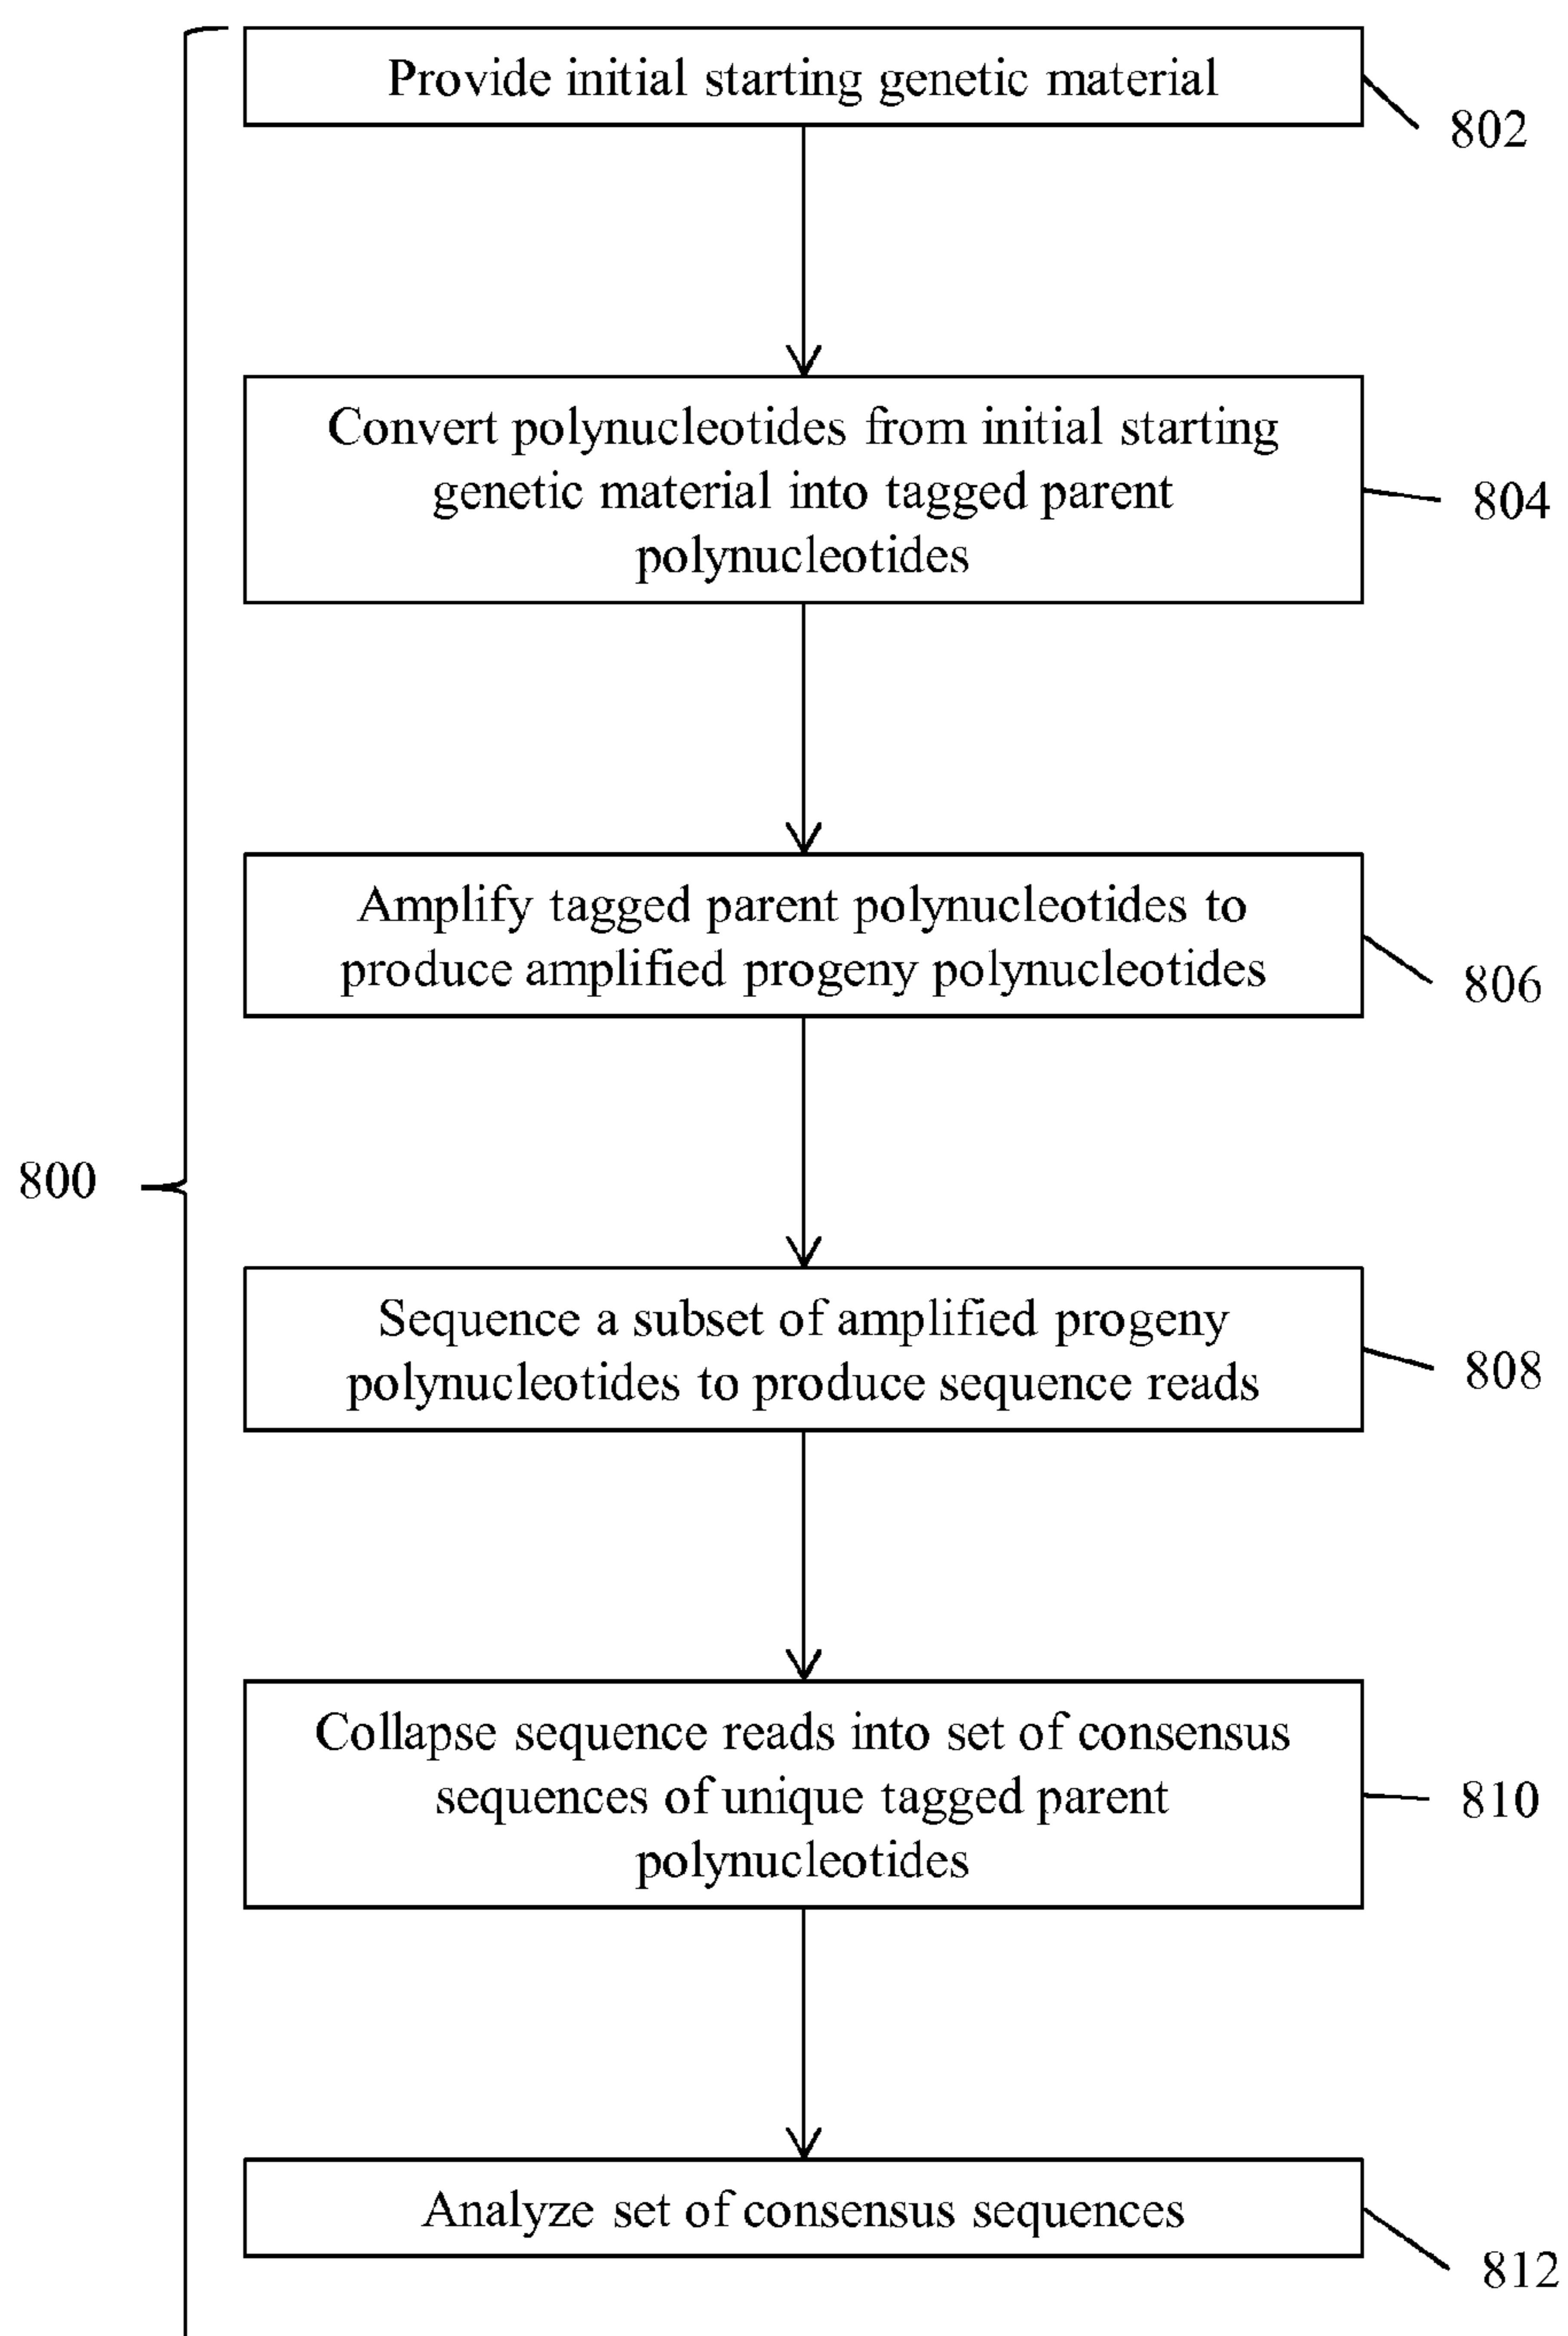 Provide initial starting genetic material
802
Convert polynucleotides from initial starting
genetic material into tagged parent
polynucleotides
804
Amplify tagged parent polynucleotides to
produce amplified progeny polynucleotides
806
800
Sequence a subset of amplified progeny
polynucleotides to produce sequence reads
808
Collapse sequence reads into set of consensus
sequences of unique tagged parent
polynucleotides
810
Analyze set of consensus sequences
812